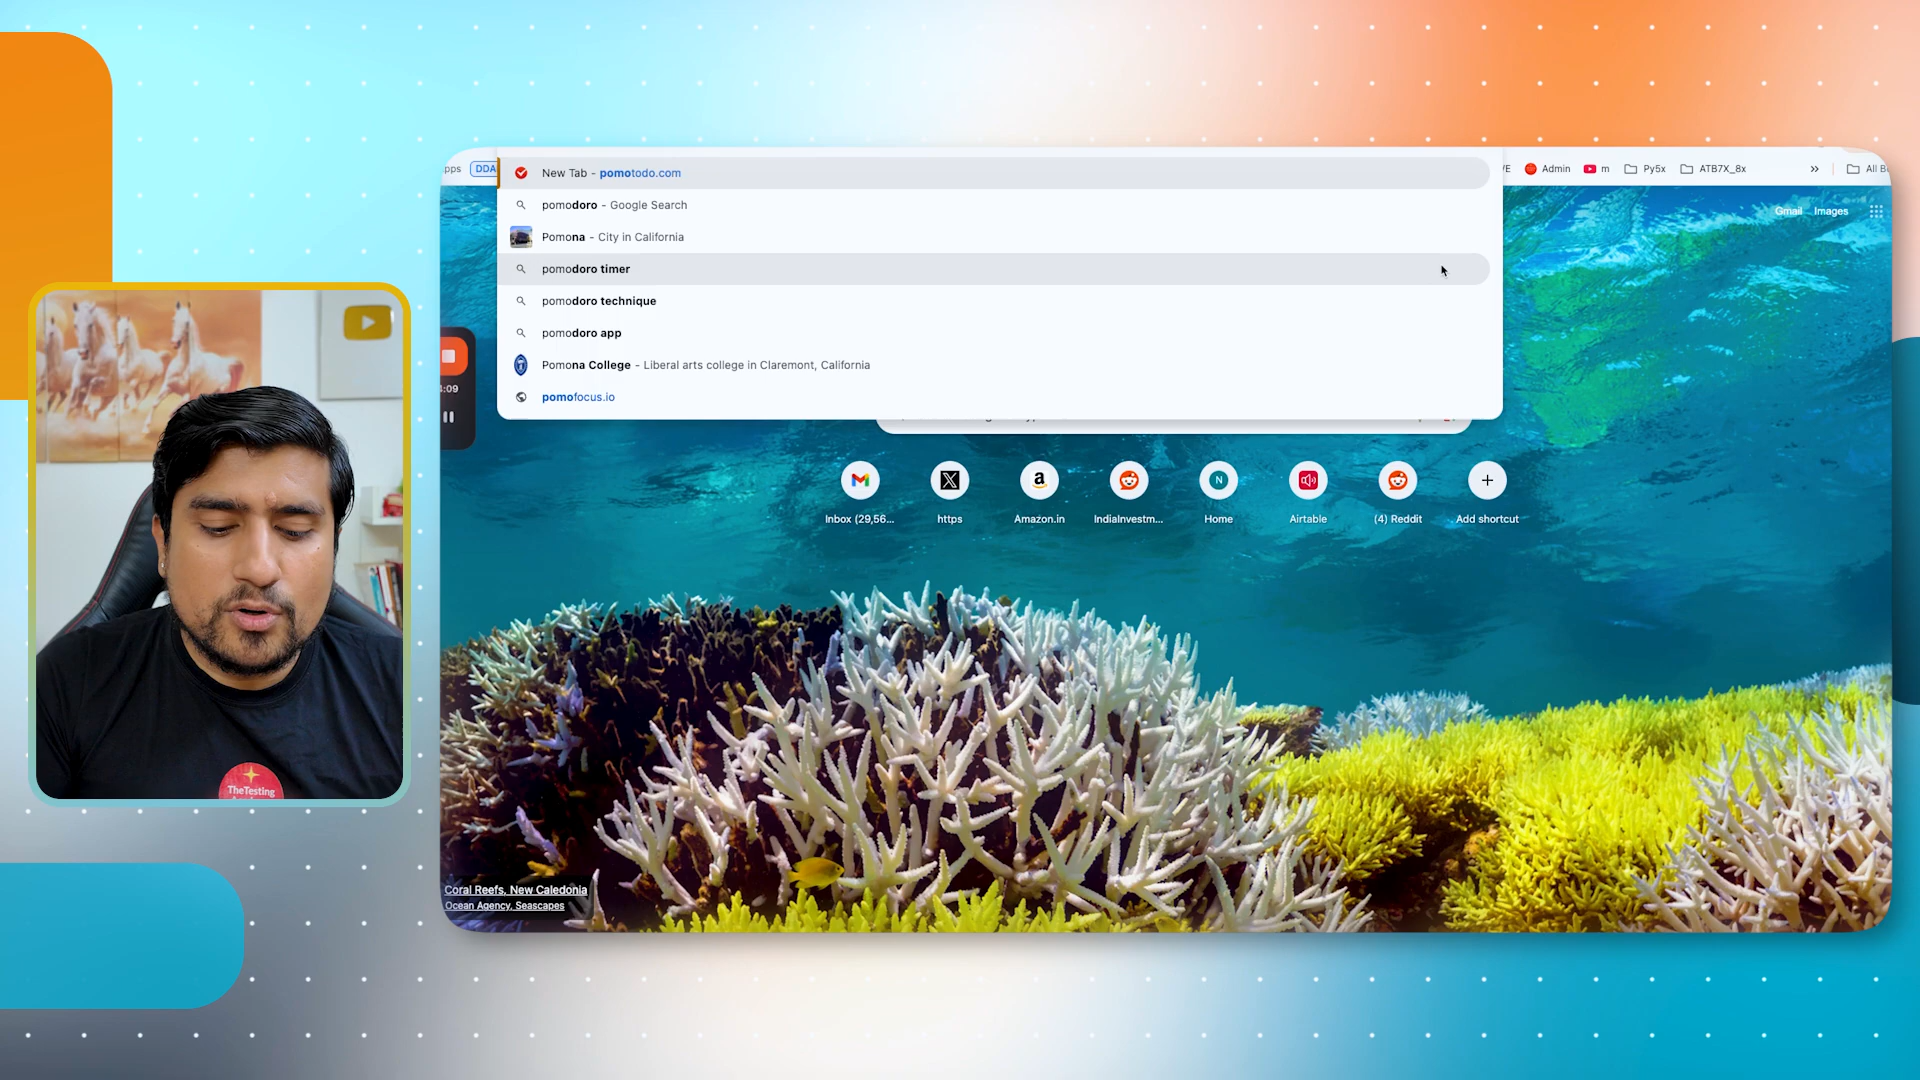 pps
DDA
New Tab - pomotodo.com
Admin
m
Py5x
ATB7X_8x
»
All B
pomodoro - Google Search
Gmail
Images
Pomona - City in California
pomodoro timer
pomodoro technique
pomodoro app
Pomona College - Liberal arts college in Claremont, California
pomofocus.io
:09
Inbox (29,56...
https
Amazon.in
IndiaInvestm...
N
Home
Airtable
(4) Reddit
Add shortcut
TheTesting
Coral Reefs, New Caledonia
Ocean Agency, Seascapes